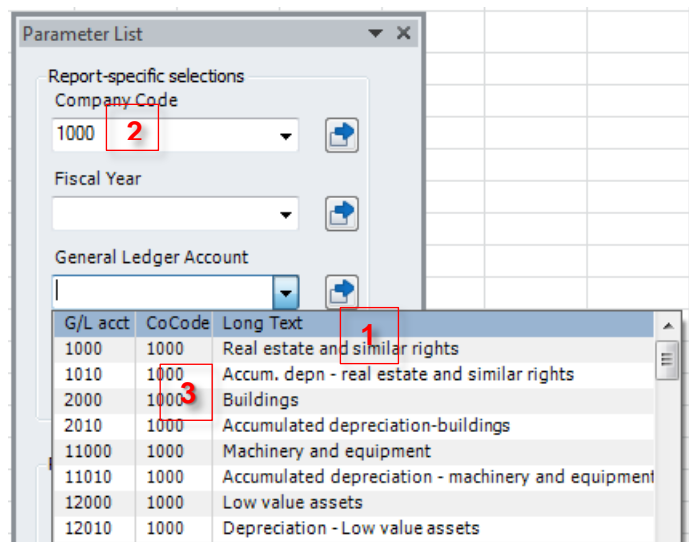 Parameter List
Report-specific selections
Company Code
1000 2
Fiscal Year
General Ledger Account
G/L acct CoCode Long Text
1
1000 1000 Real estate and similar rights
1010 1000 Accum. depn - real estate and similar rights
3
2000 1000 Buildings
2010 1000 Accumulated depreciation-buildings
11000 1000 Machinery and equipment
11010 1000 Accumulated depreciation - machinery and equipment
12000 1000 Low value assets
12010 1000 Depreciation - Low value assets